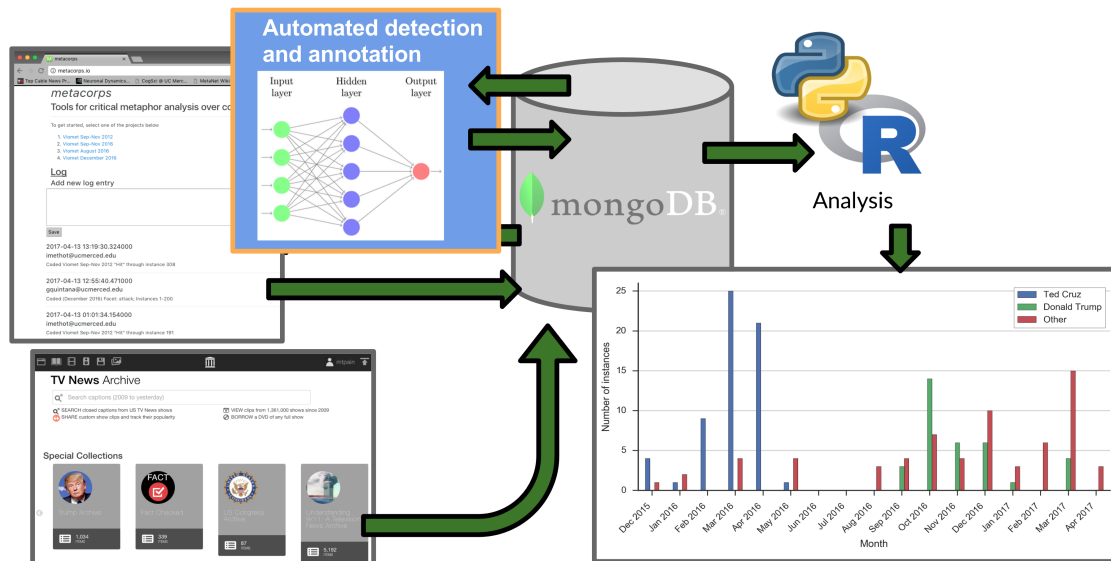 metacorps
metacorps.io
Top Cable News Pr...
Neuronal Dynamics...
CogSci @ UC Merc...
MetaNet Wiki
metacorps
Tools for critical metaphor analysis over co
To get started, select one of the projects below
1. Viomet Sep-Nov 2012
2. Viomet Sep-Nov 2016
3. Viomet August 2016
4. Viomet December 2016
Log
Add new log entry
Save
2017-04-13 13:19:30.324000
imethot@ucmerced.edu
Coded Viomet Sep-Nov 2012 "Hit" through instance 308
2017-04-13 12:55:40.471000
gquintana@ucmerced.edu
Coded (December 2016) Facet: attack; Instances 1-200
2017-04-13 01:01:34.154000
imethot@ucmerced.edu
Coded Viomet Sep-Nov 2012 "Hit" through instance 191
Automated detection
and annotation
Input
layer
Hidden
layer
Output
layer
mongoDB®
R
Analysis
mtpain
TV News Archive
Search captions (2009 to yesterday)
SEARCH closed captions from US TV News shows
SHARE custom show clips and track their popularity
VIEW clips from 1,361,000 shows since 2009
BORROW a DVD of any full show
Special Collections
Trump Archive
1,034
ITEMS
FACT
Fact Checkers
339
ITEMS
US Congress
Archive
87
ITEMS
Understanding
9/11: A Television
News Archive
5,192
ITEMS
Ted Cruz
Donald Trump
Other
Number of instances
25
20
15
10
5
0
Dec 2015
Jan 2016
Feb 2016
Mar 2016
Apr 2016
May 2016
Jun 2016
Jul 2016
Aug 2016
Sep 2016
Oct 2016
Nov 2016
Dec 2016
Jan 2017
Feb 2017
Mar 2017
Apr 2017
Month